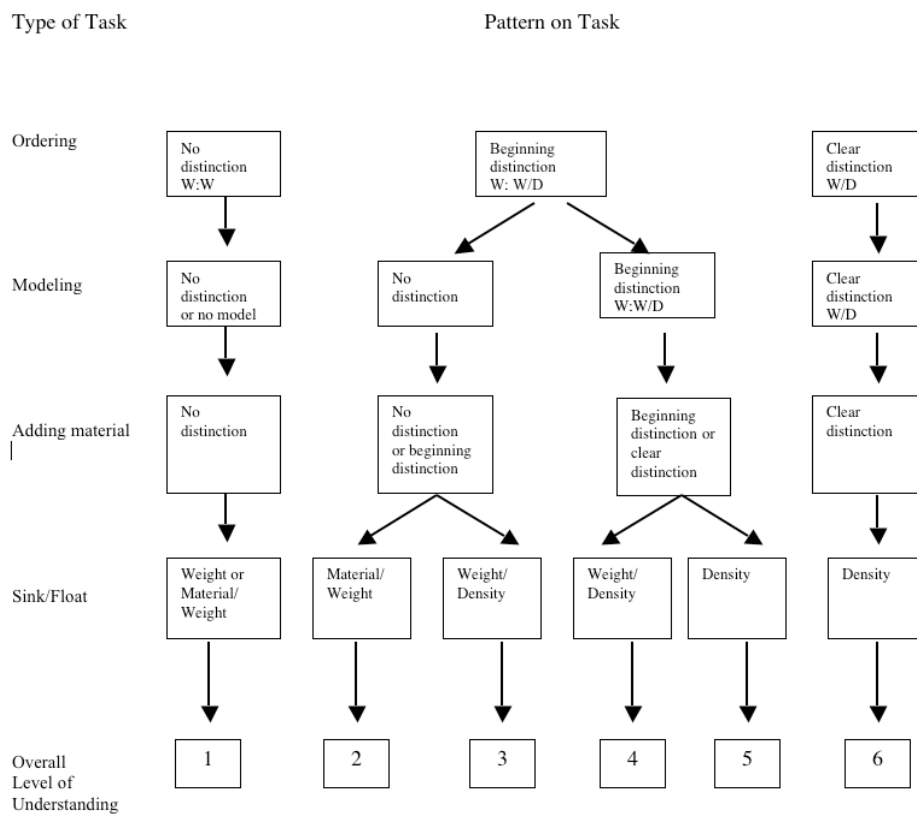 Type of Task
Pattern on Task
Ordering
No
distinction
W:W
Beginning
distinction
W: W/D
Clear
distinction
W/D
Modeling
No
distinction
or no model
No
distinction
Beginning
distinction
W:W/D
Clear
distinction
W/D
Adding material
No
distinction
No
distinction
or beginning
distinction
Beginning
distinction or
clear
distinction
Clear
distinction
Sink/Float
Weight or
Material/
Weight
Material/
Weight
Weight/
Density
Weight/
Density
Density
Density
Overall
Level of
Understanding
1
2
3
4
5
6